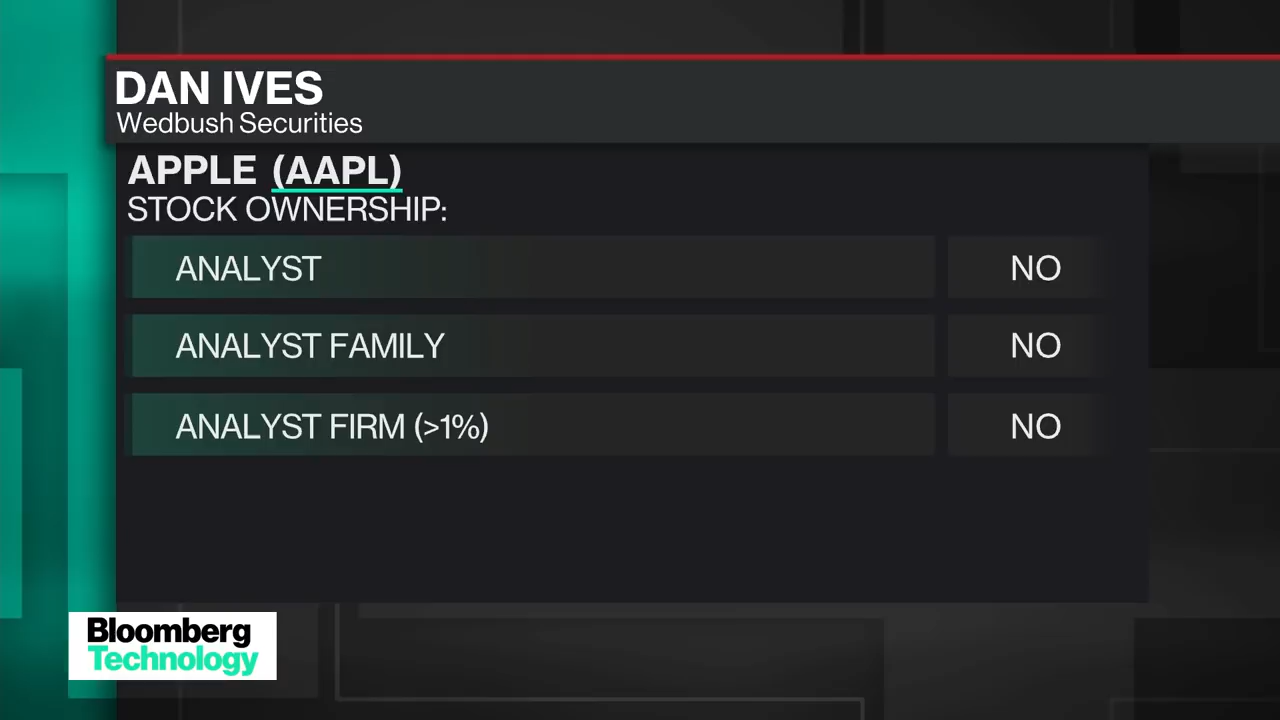 DAN IVES
Wedbush Securities
APPLE (AAPL)
STOCK OWNERSHIP:
ANALYST NO
ANALYST FAMILY NO
ANALYST FIRM (>1%) NO
Bloomberg
Technology